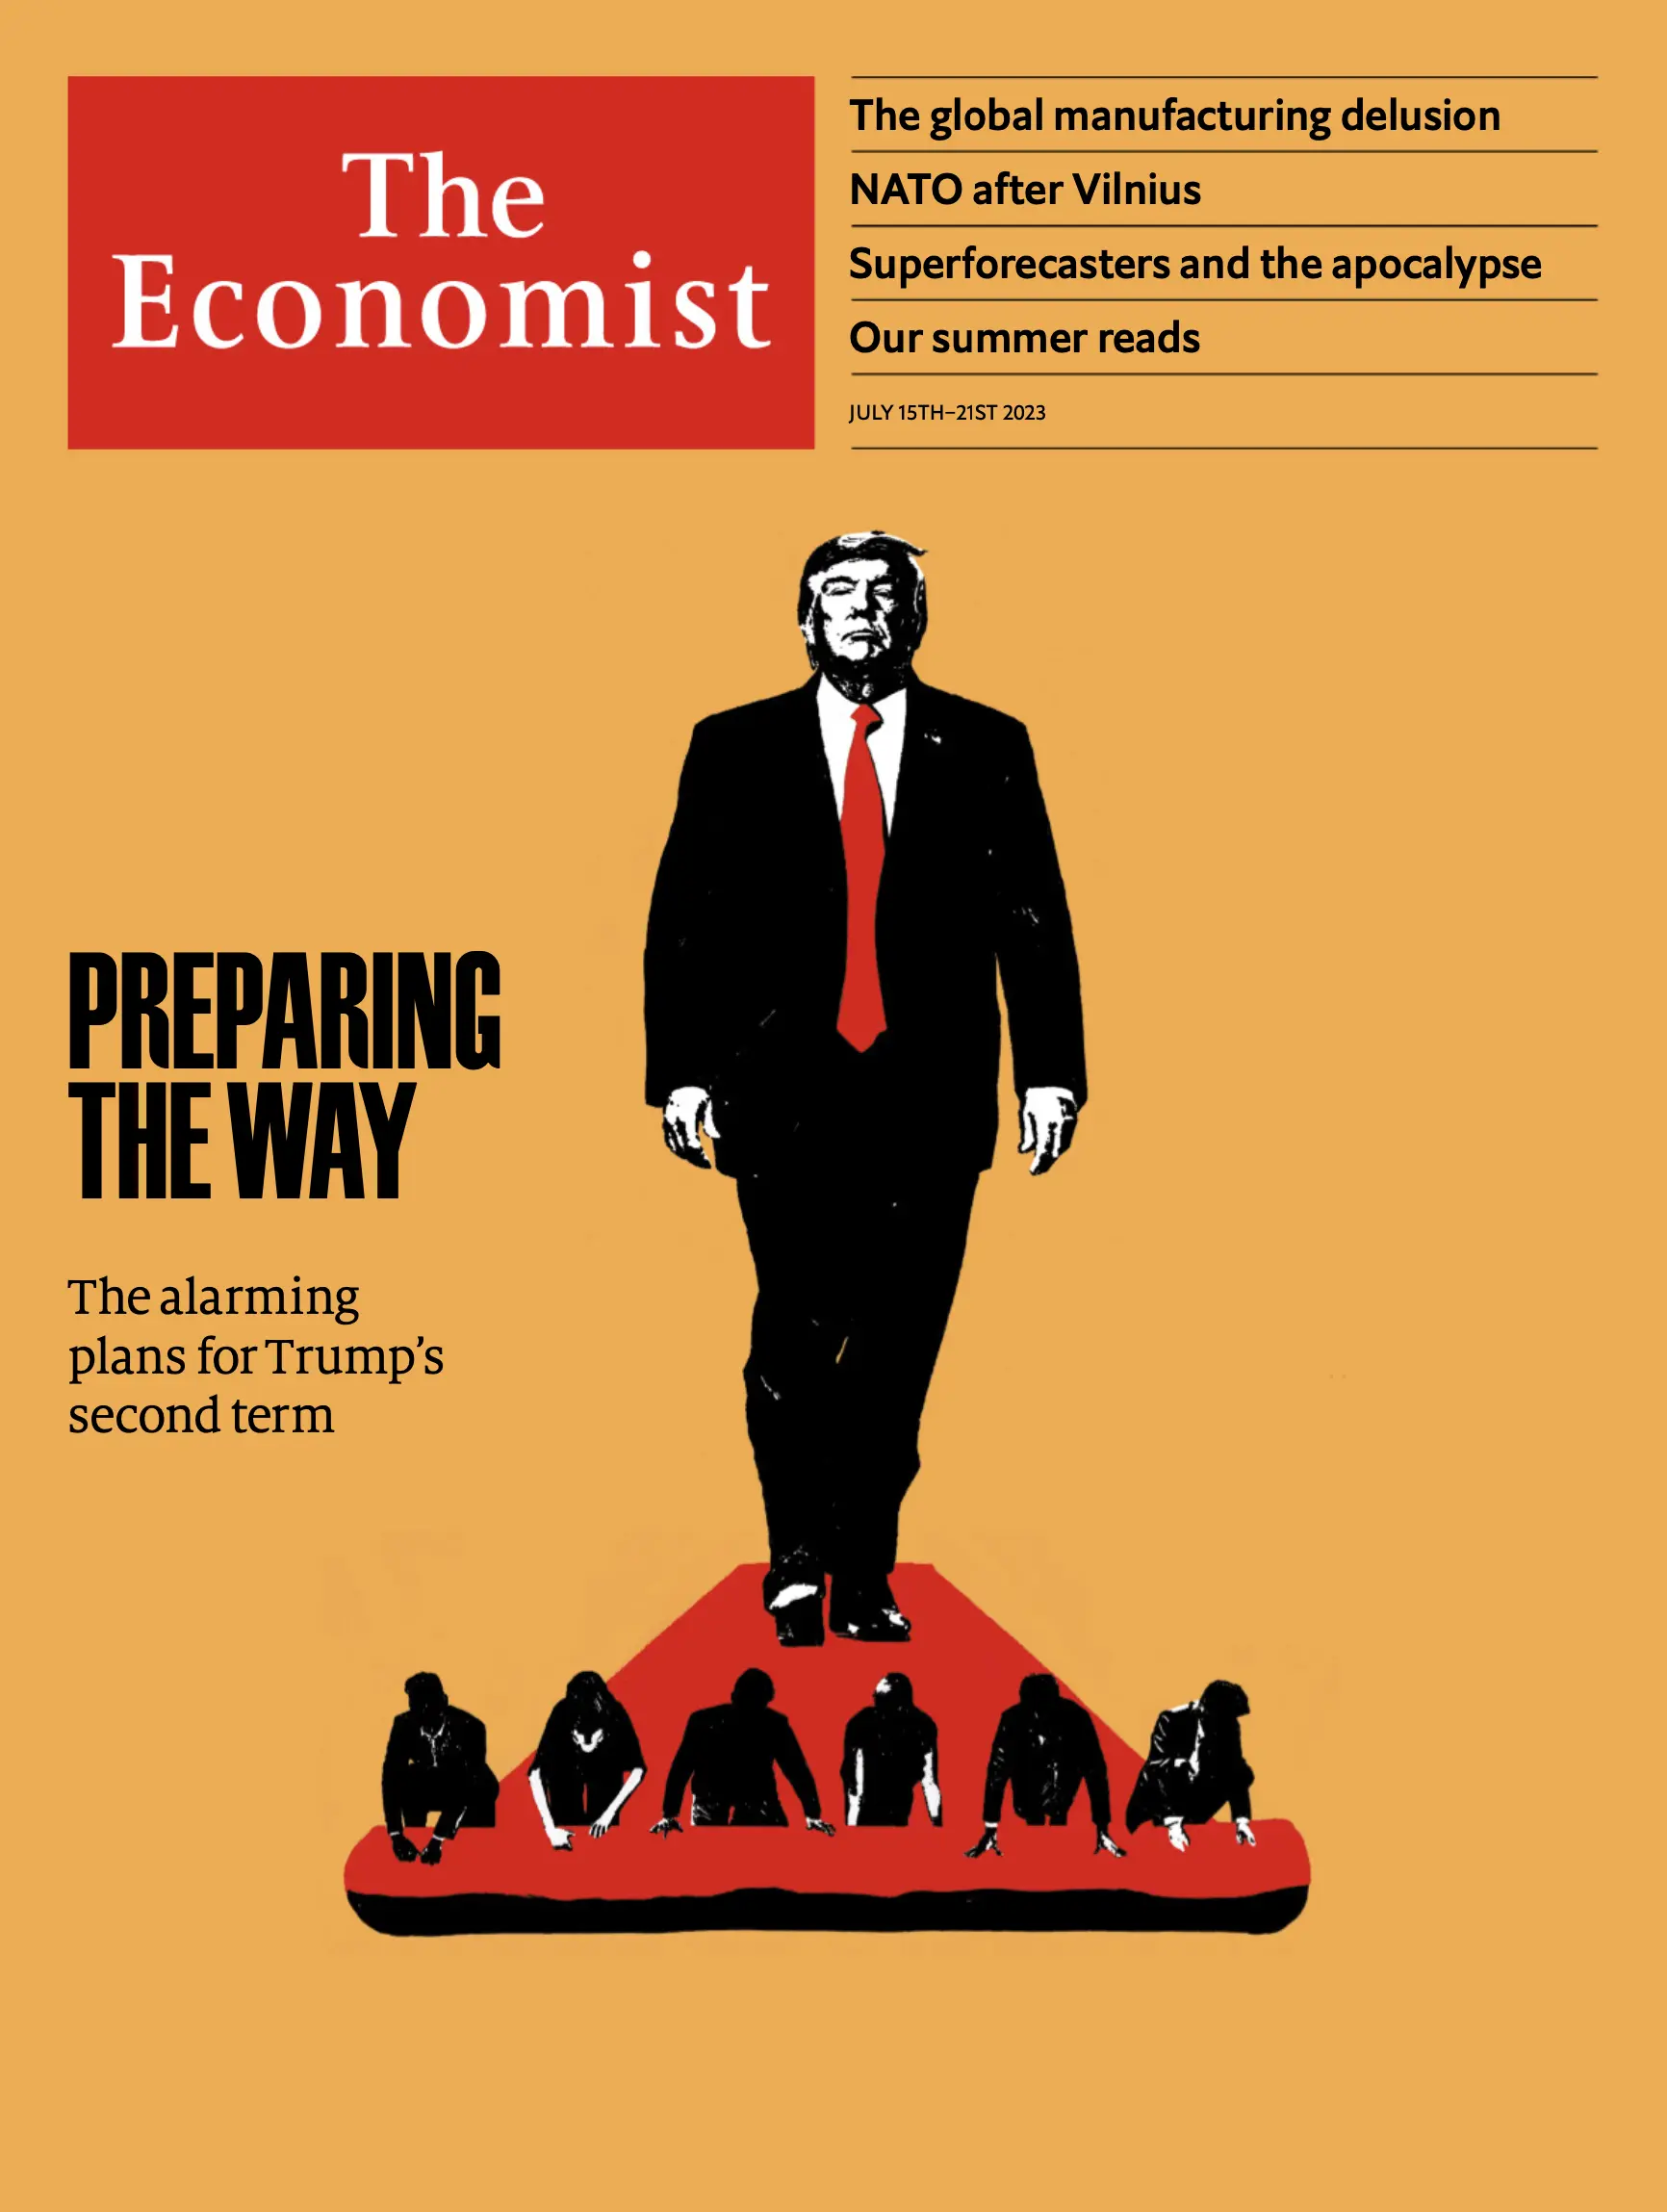 The
Economist
The global manufacturing delusion
NATO after Vilnius
Superforecasters and the apocalypse
Our summer reads
JULY 15TH–21ST 2023
PREPARING
THE WAY
The alarming
plans for Trump’s
second term